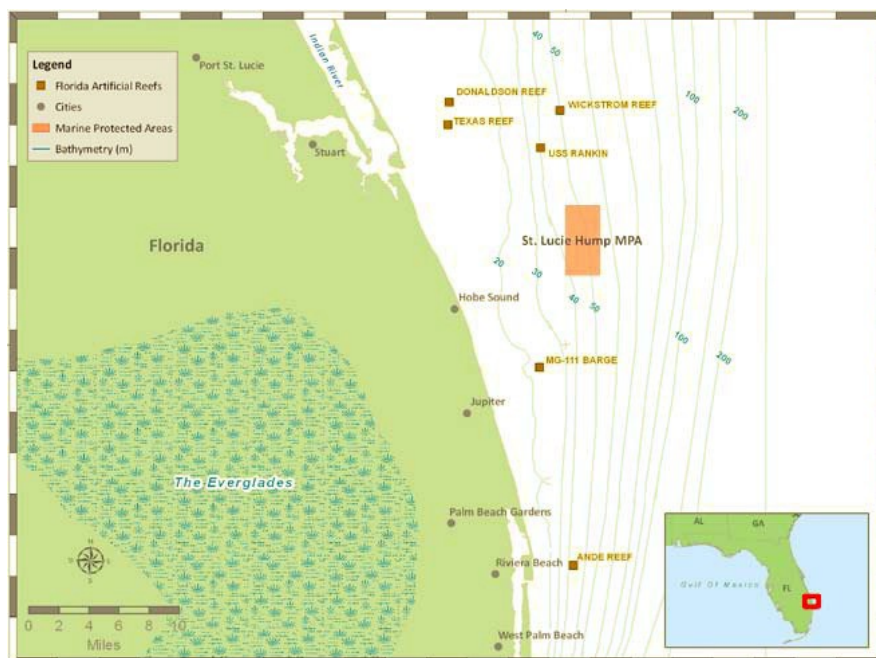 Legend
Florida Artificial Reefs
Cities
Marine Protected Areas
Bathymetry (m)
Port St. Lucie
Indian River
40
50
100
200
DONALDSON REEF
WICKSTROM REEF
TEXAS REEF
Stuart
USS RANKIN
Florida
St. Lucie Hump MPA
20
30
40
50
Hobe Sound
100
200
MG-111 BARGE
Jupiter
The Everglades
Palm Beach Gardens
Riviera Beach
ANDE REEF
West Palm Beach
N
S
0 2 4 6 8 10
Miles
AL
GA
Gulf Of Mexico
FL